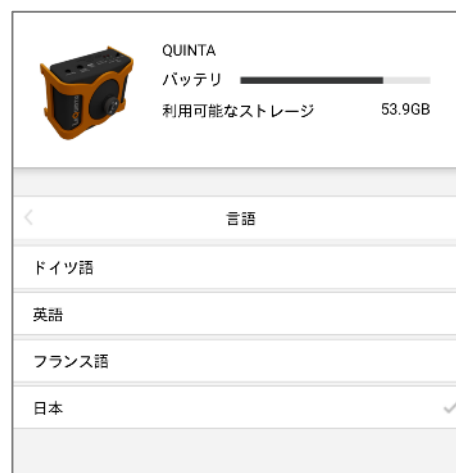 QUINTA
バッテリ
利用可能なストレージ 53.9GB
言語
ドイツ語
英語
フランス語
日本